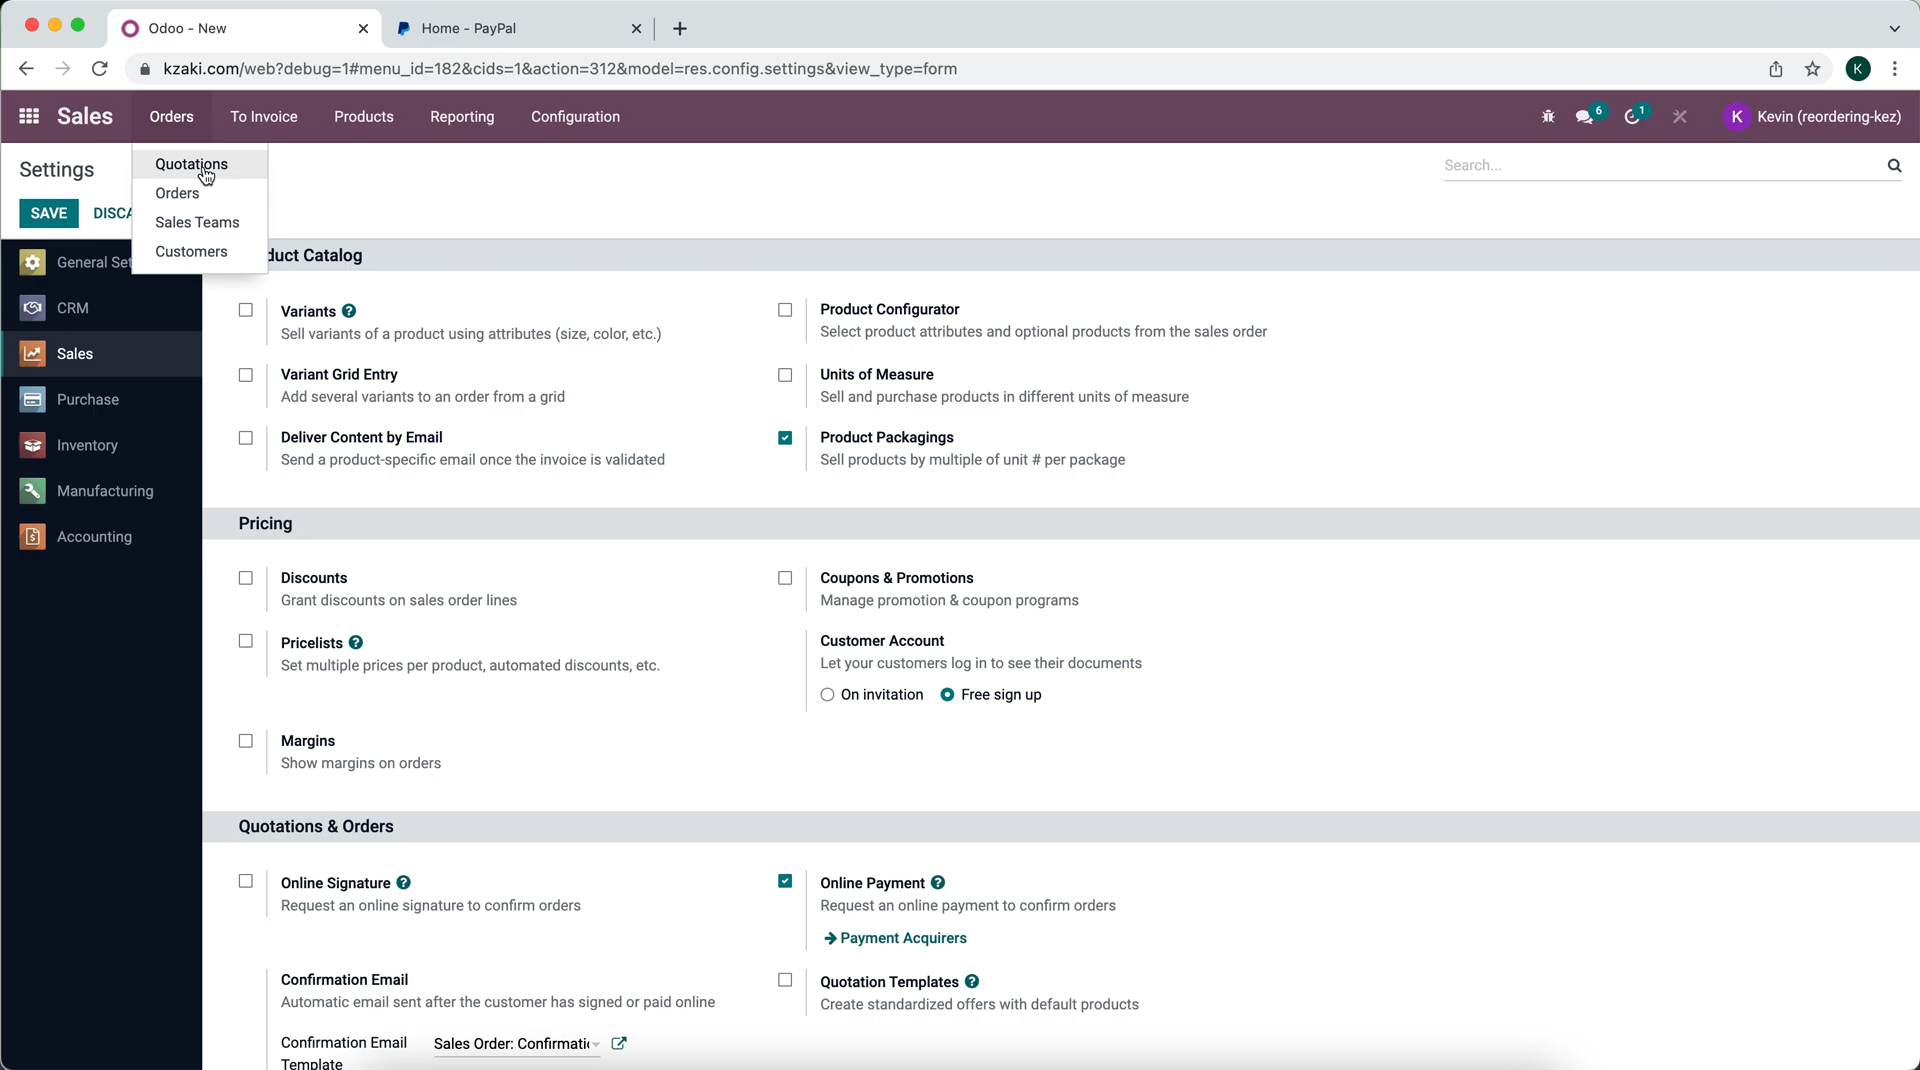 Odoo - New
Home - PayPal
kzaki.com/web?debug=1#menu_id=182&cids=1&action=312&model=res.config.settings&view_type=form
K
Sales
Orders
To Invoice
Products
Reporting
Configuration
6
1
K
Kevin (reordering-kez)
Settings
Search...
Quotations
Orders
Sales Teams
Customers
SAVE
DISCA
General Set
CRM
Sales
Purchase
Inventory
Manufacturing
Accounting
duct Catalog
Variants ?
Sell variants of a product using attributes (size, color, etc.)
Product Configurator
Select product attributes and optional products from the sales order
Variant Grid Entry
Add several variants to an order from a grid
Units of Measure
Sell and purchase products in different units of measure
Deliver Content by Email
Send a product-specific email once the invoice is validated
Product Packagings
Sell products by multiple of unit # per package
Pricing
Discounts
Grant discounts on sales order lines
Coupons & Promotions
Manage promotion & coupon programs
Pricelists ?
Set multiple prices per product, automated discounts, etc.
Customer Account
Let your customers log in to see their documents
On invitation
Free sign up
Margins
Show margins on orders
Quotations & Orders
Online Signature ?
Request an online signature to confirm orders
Online Payment ?
Request an online payment to confirm orders
Payment Acquirers
Confirmation Email
Automatic email sent after the customer has signed or paid online
Quotation Templates ?
Create standardized offers with default products
Confirmation Email
Template
Sales Order: Confirmati